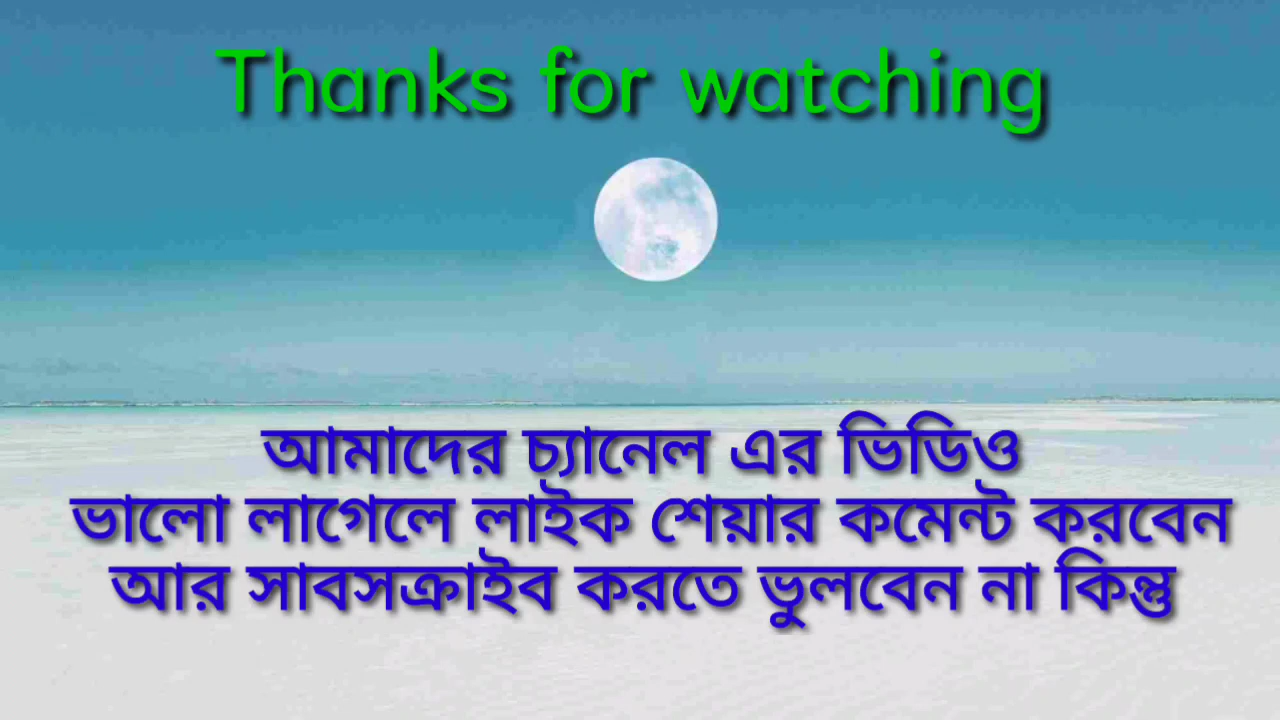 Thanks for watching
আমাদের চ্যানেল এর ভিডিও
ভালো লাগেলে লাইক শেয়ার কমেন্ট করবেন
আর সাবসক্রাইব করতে ভুলবেন না কিন্তু